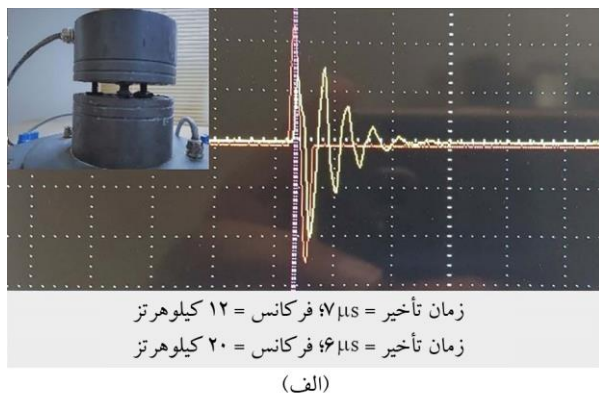 زمان تأخیر = ۷μs؛ فرکانس = ۱۲ کیلوهرتز
زمان تأخیر = ۶μs؛ فرکانس = ۲۰ کیلوهرتز
(الف)